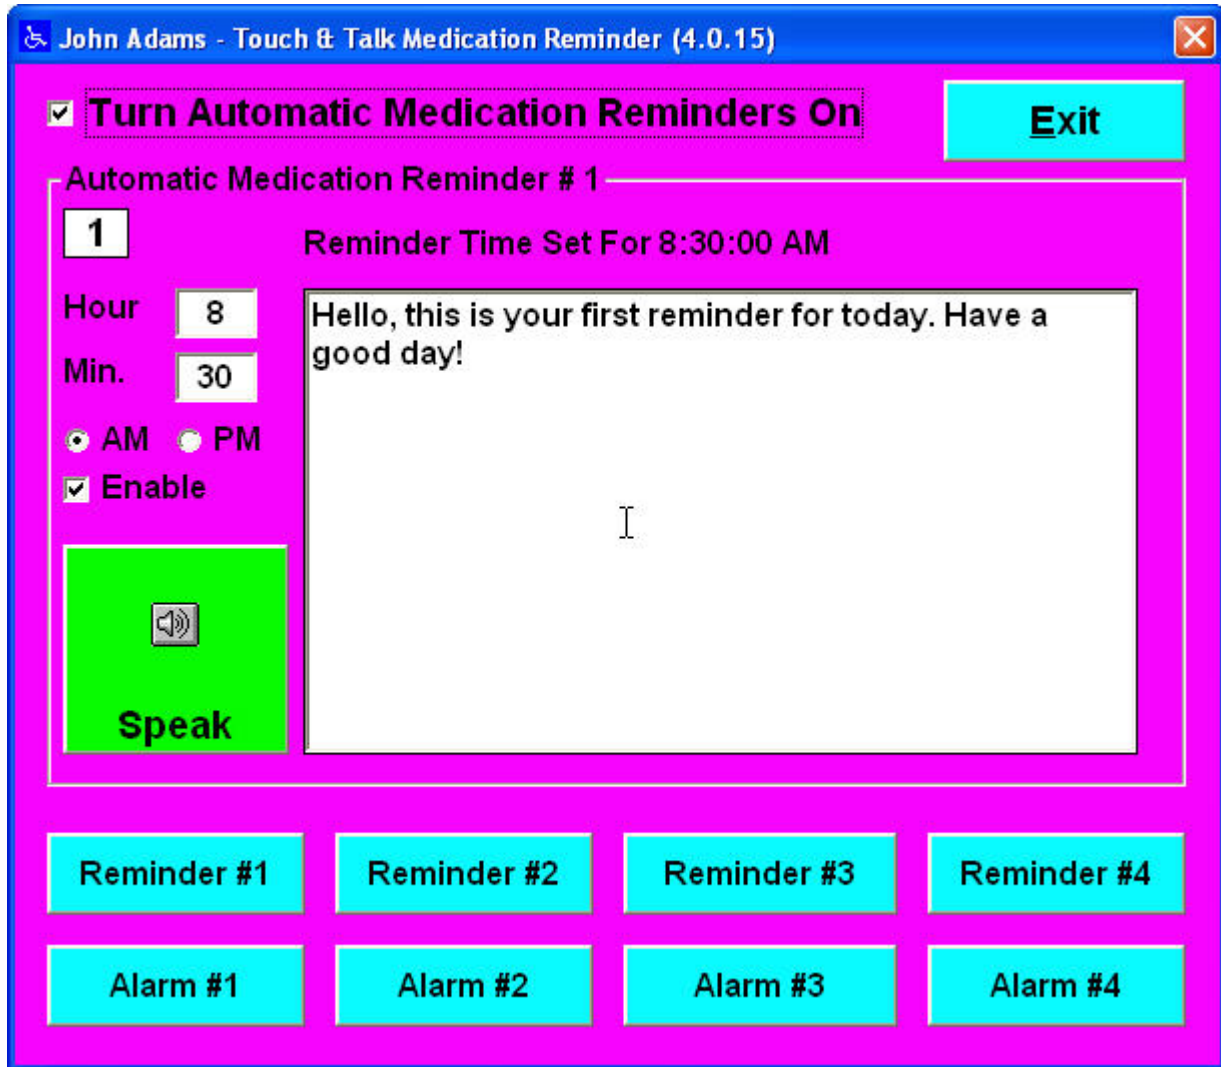 John Adams - Touch & Talk Medication Reminder (4.0.15)
Turn Automatic Medication Reminders On
Exit
Automatic Medication Reminder # 1
1
Reminder Time Set For 8:30:00 AM
Hour 8
Hello, this is your first reminder for today. Have a
good day!
Min. 30
AM PM
Enable
Speak
Reminder #1 Reminder #2 Reminder #3 Reminder #4
Alarm #1 Alarm #2 Alarm #3 Alarm #4